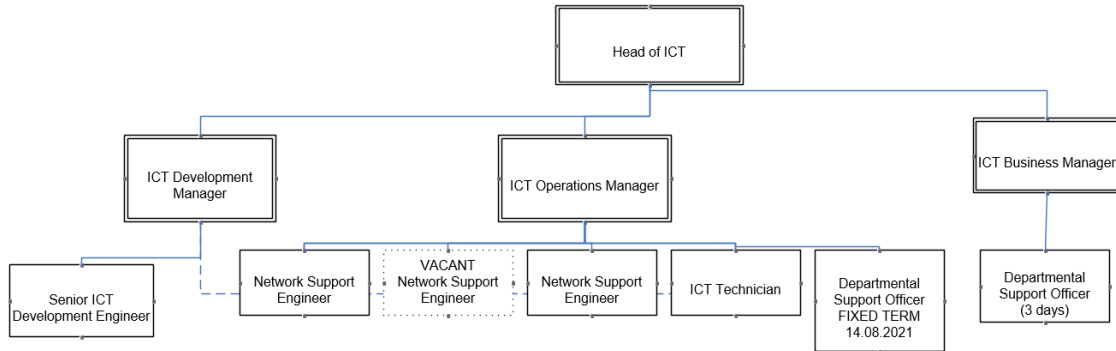 Head of ICT
ICT Development
Manager
ICT Operations Manager
ICT Business Manager
Senior ICT
Development Engineer
Network Support
Engineer
VACANT
Network Support
Engineer
Network Support
Engineer
ICT Technician
Departmental
Support Officer
FIXED TERM
14.08.2021
Departmental
Support Officer
(3 days)